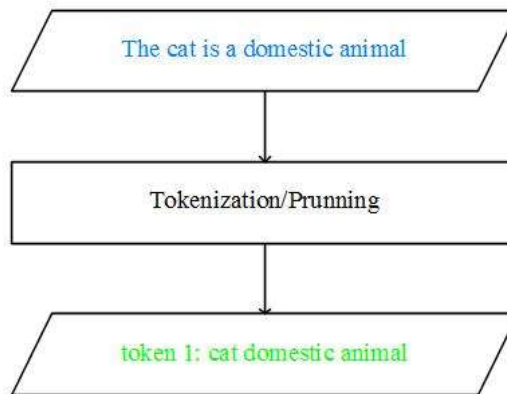 The cat is a domestic animal
Tokenization/Prunning
token 1: cat domestic animal